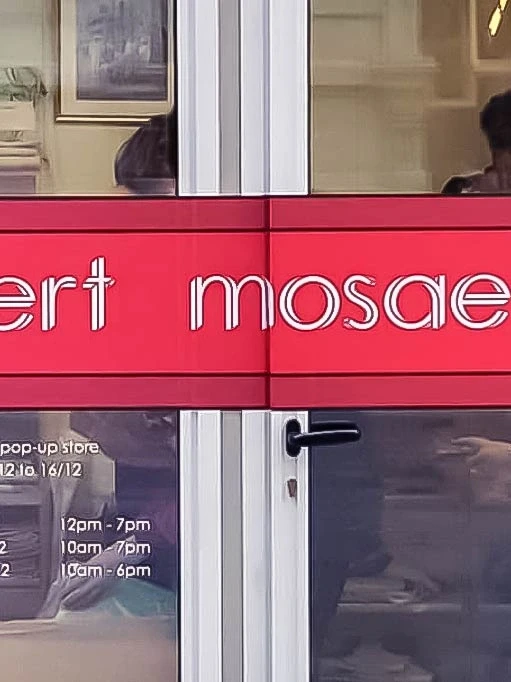 ert mosae
pop-up store
12 to 16/12
12pm - 7pm
2 10am - 7pm
2 10am - 6pm